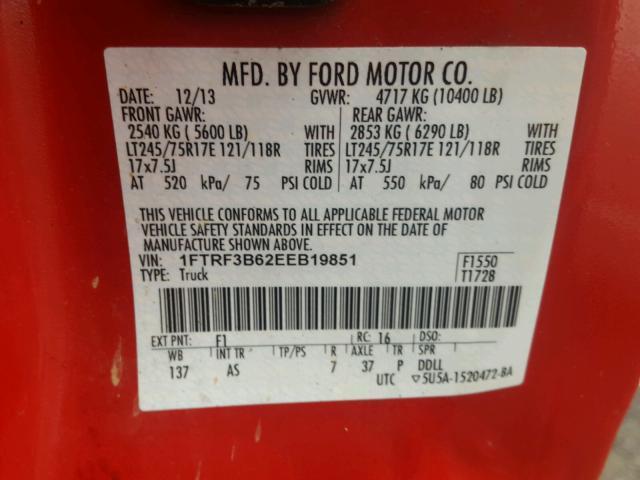 MFD. BY FORD MOTOR CO.
DATE: 12/13 GVWR: 4717 KG (10400 LB)
FRONT GAWR: REAR GAWR:
2540 KG ( 5600 LB) WITH 2853 KG ( 6290 LB) WITH
LT245/75R17E 121/118R TIRES LT245/75R17E 121/118R TIRES
17x7.5J RIMS 17x7.5J RIMS
AT 520 kPa/ 75 PSI COLD AT 550 kPa/ 80 PSI COLD
THIS VEHICLE CONFORMS TO ALL APPLICABLE FEDERAL MOTOR
VEHICLE SAFETY STANDARDS IN EFFECT ON THE DATE OF
MANUFACTURE SHOWN ABOVE.
VIN: 1FTRF3B62EEB19851 F1550
TYPE: Truck T1728
EXT PNT: F1 RC: 16 DSO:
WB INT TR TP/PS R AXLE TR SPR
137 AS 7 37 P DDLL
UTC ▽5U5A-1520472-BA